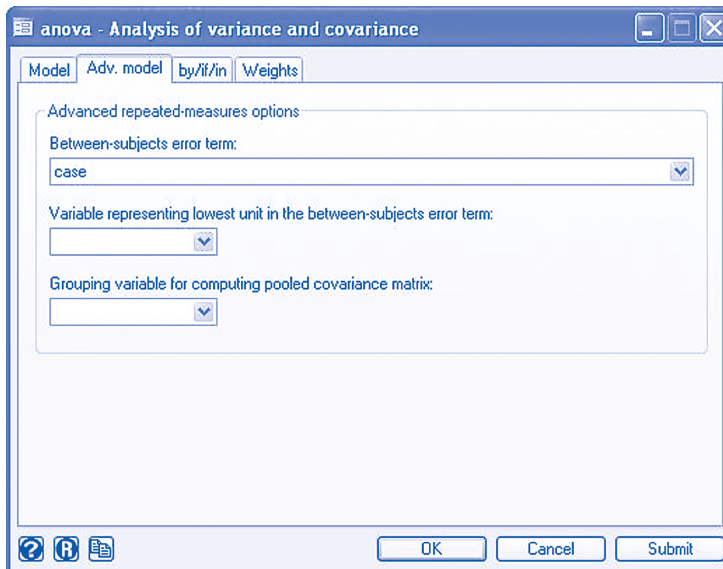 anova - Analysis of variance and covariance
Model Adv. model by/if/in Weights
Advanced repeated-measures options
Between-subjects error term:
case
Variable representing lowest unit in the between-subjects error term:
Grouping variable for computing pooled covariance matrix:
? R OK Cancel Submit